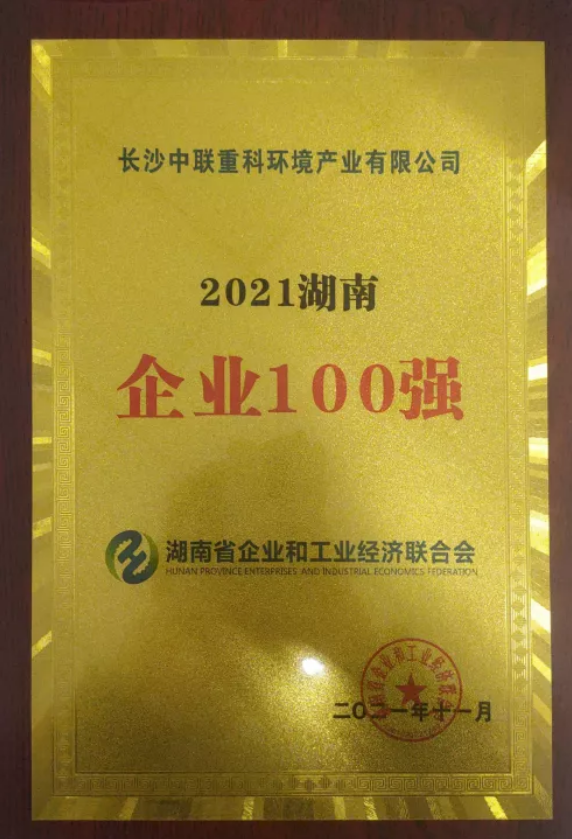 长沙中联重科环境产业有限公司
2021湖南
企业100强
湖南省企业和工业经济联合会
HUNAN PROVINCE ENTERPRISES AND INDUSTRIAL ECONOMICS FEDERATION
二〇二一年十一月